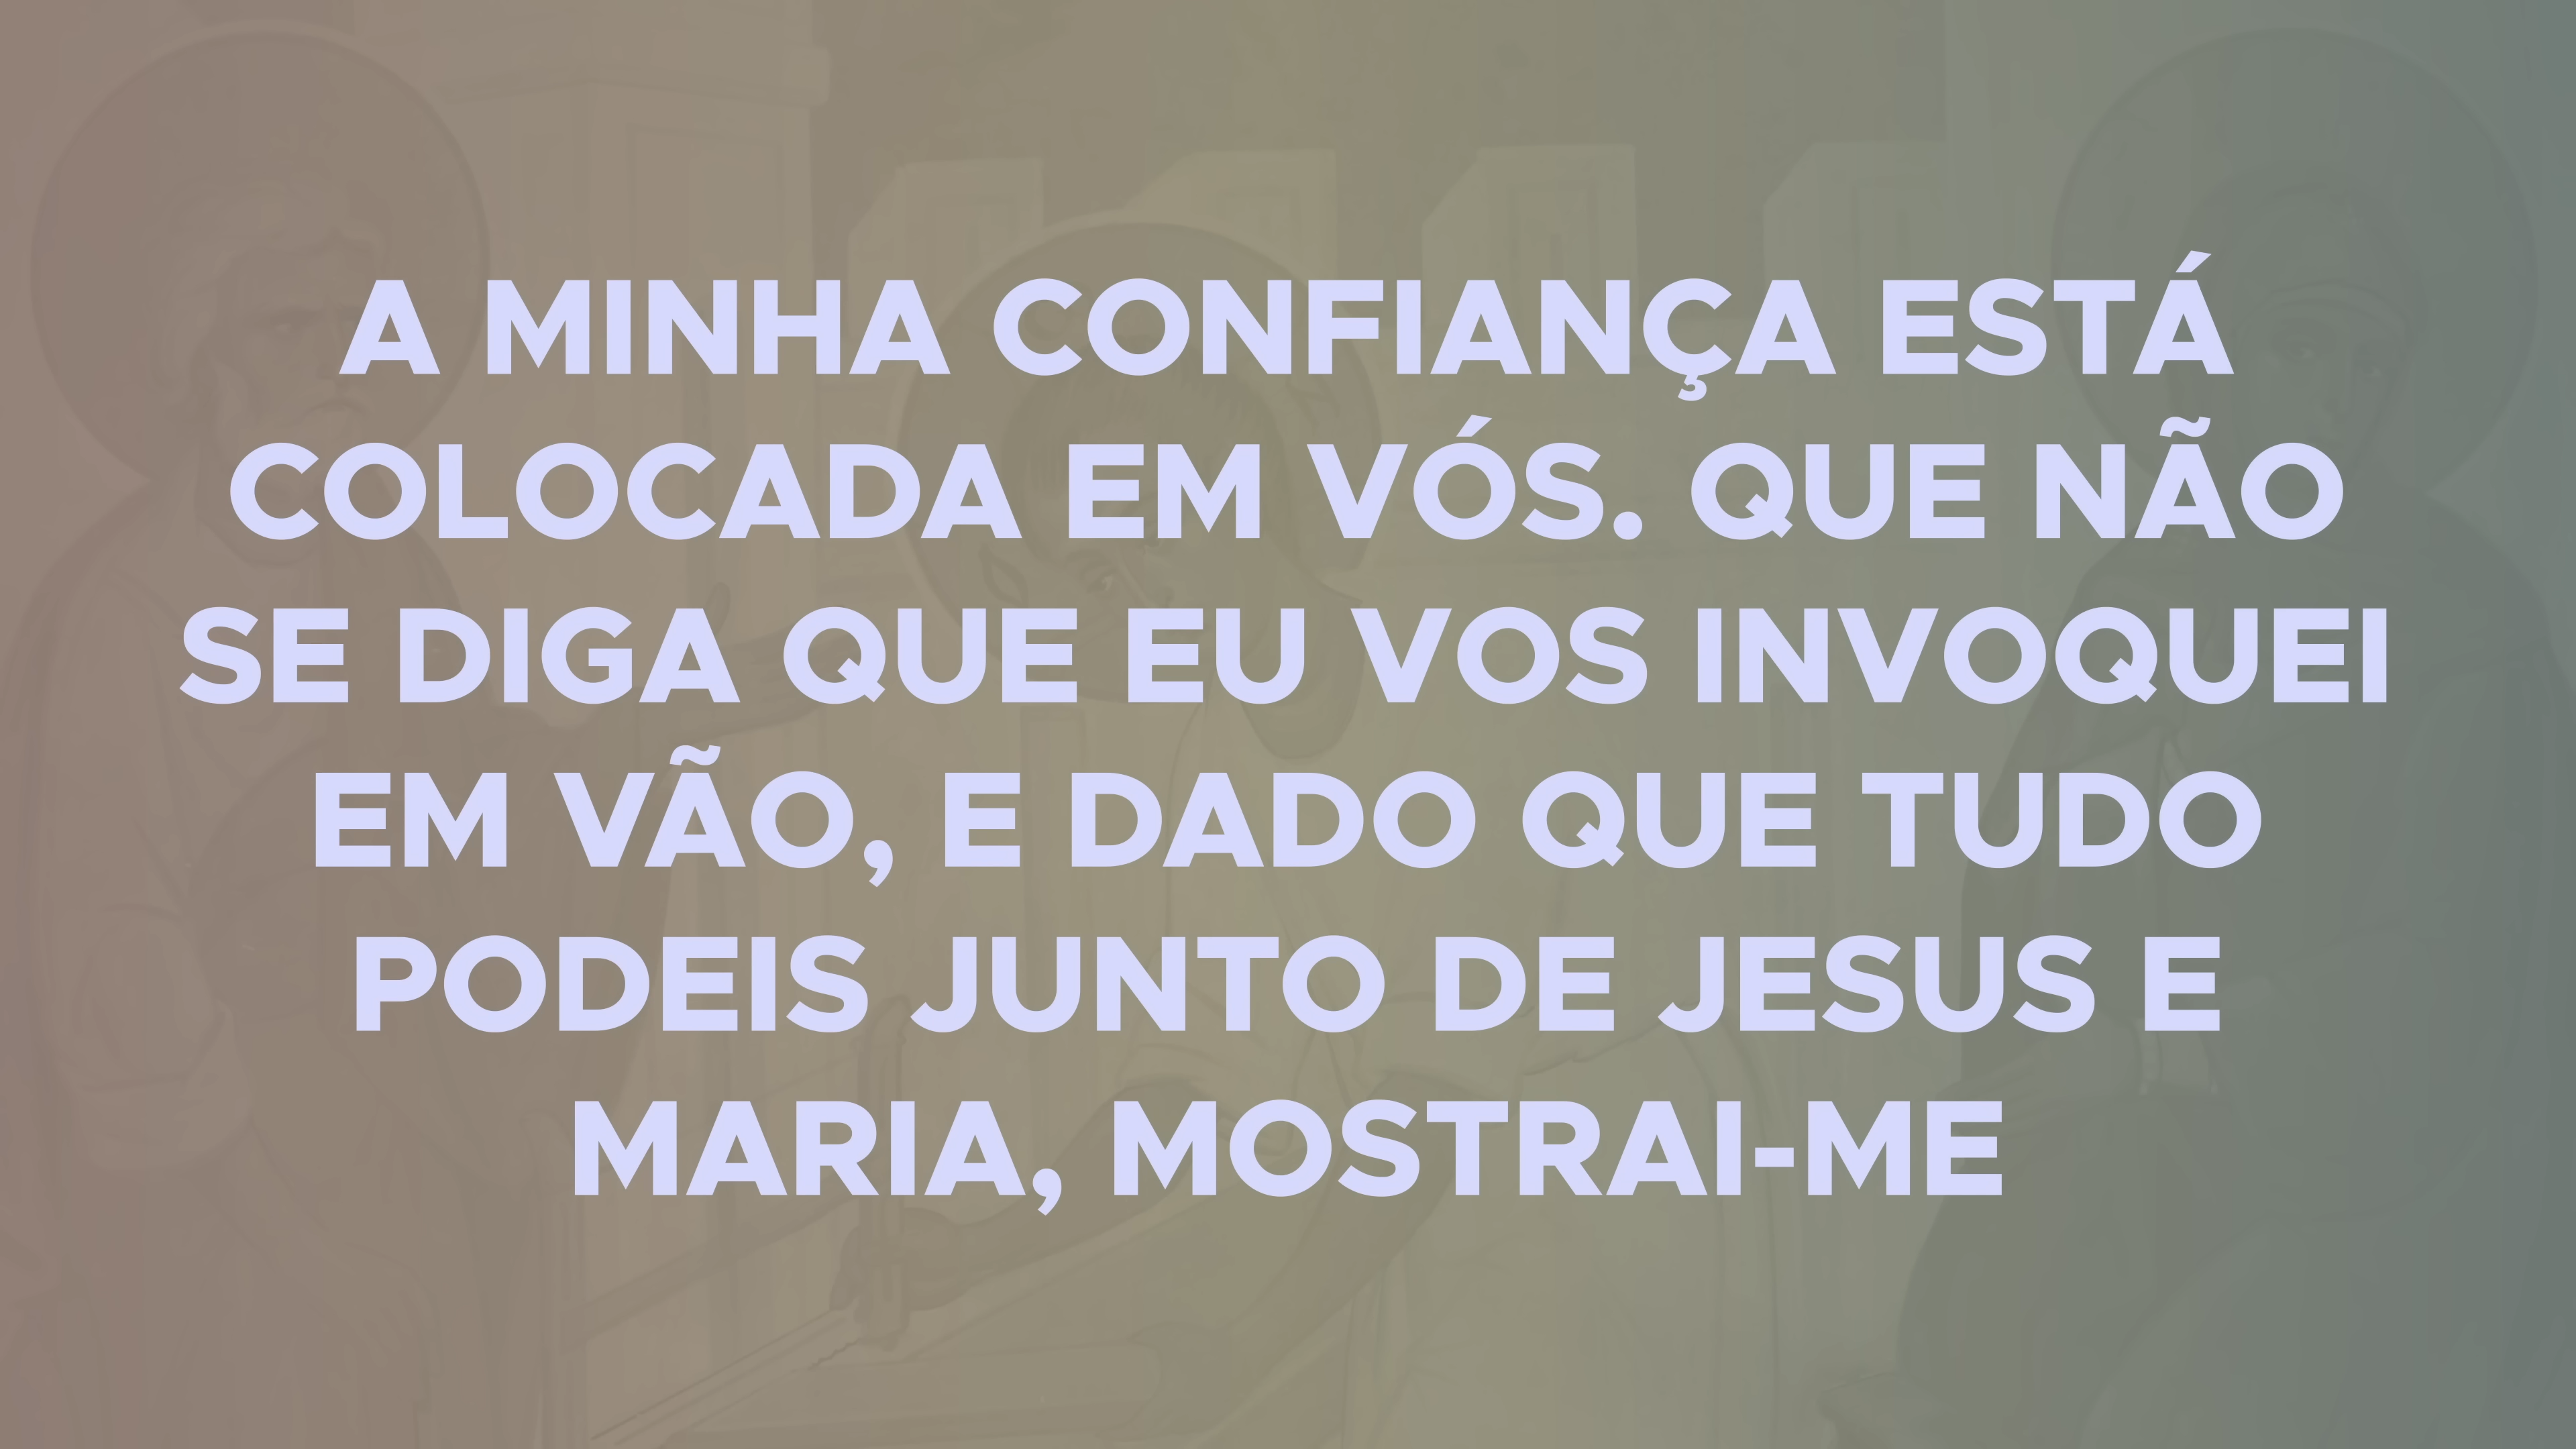 A MINHA CONFIANÇA ESTÁ
COLOCADA EM VÓS. QUE NÃO
SE DIGA QUE EU VOS INVOQUEI
EM VÃO, E DADO QUE TUDO
PODEIS JUNTO DE JESUS E
MARIA, MOSTRAI-ME